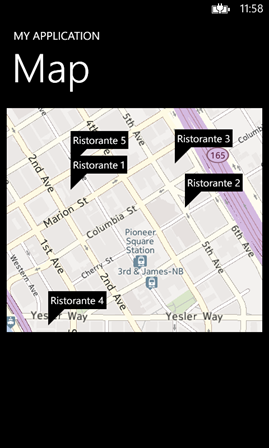 11:58
MY APPLICATION
Map
4th
5th Ave
Ristorante 5
Ristorante 3
165
Ristorante 1
2nd Ave
Ristorante 2
Marion St
Columbia St
Pioneer
Square
Station
5th Ave
6th Ave
1st Ave
Western Ave
Cherry St
3rd & James-NB
2nd Ave
Ristorante 4
Yesler Way
Yesler Way